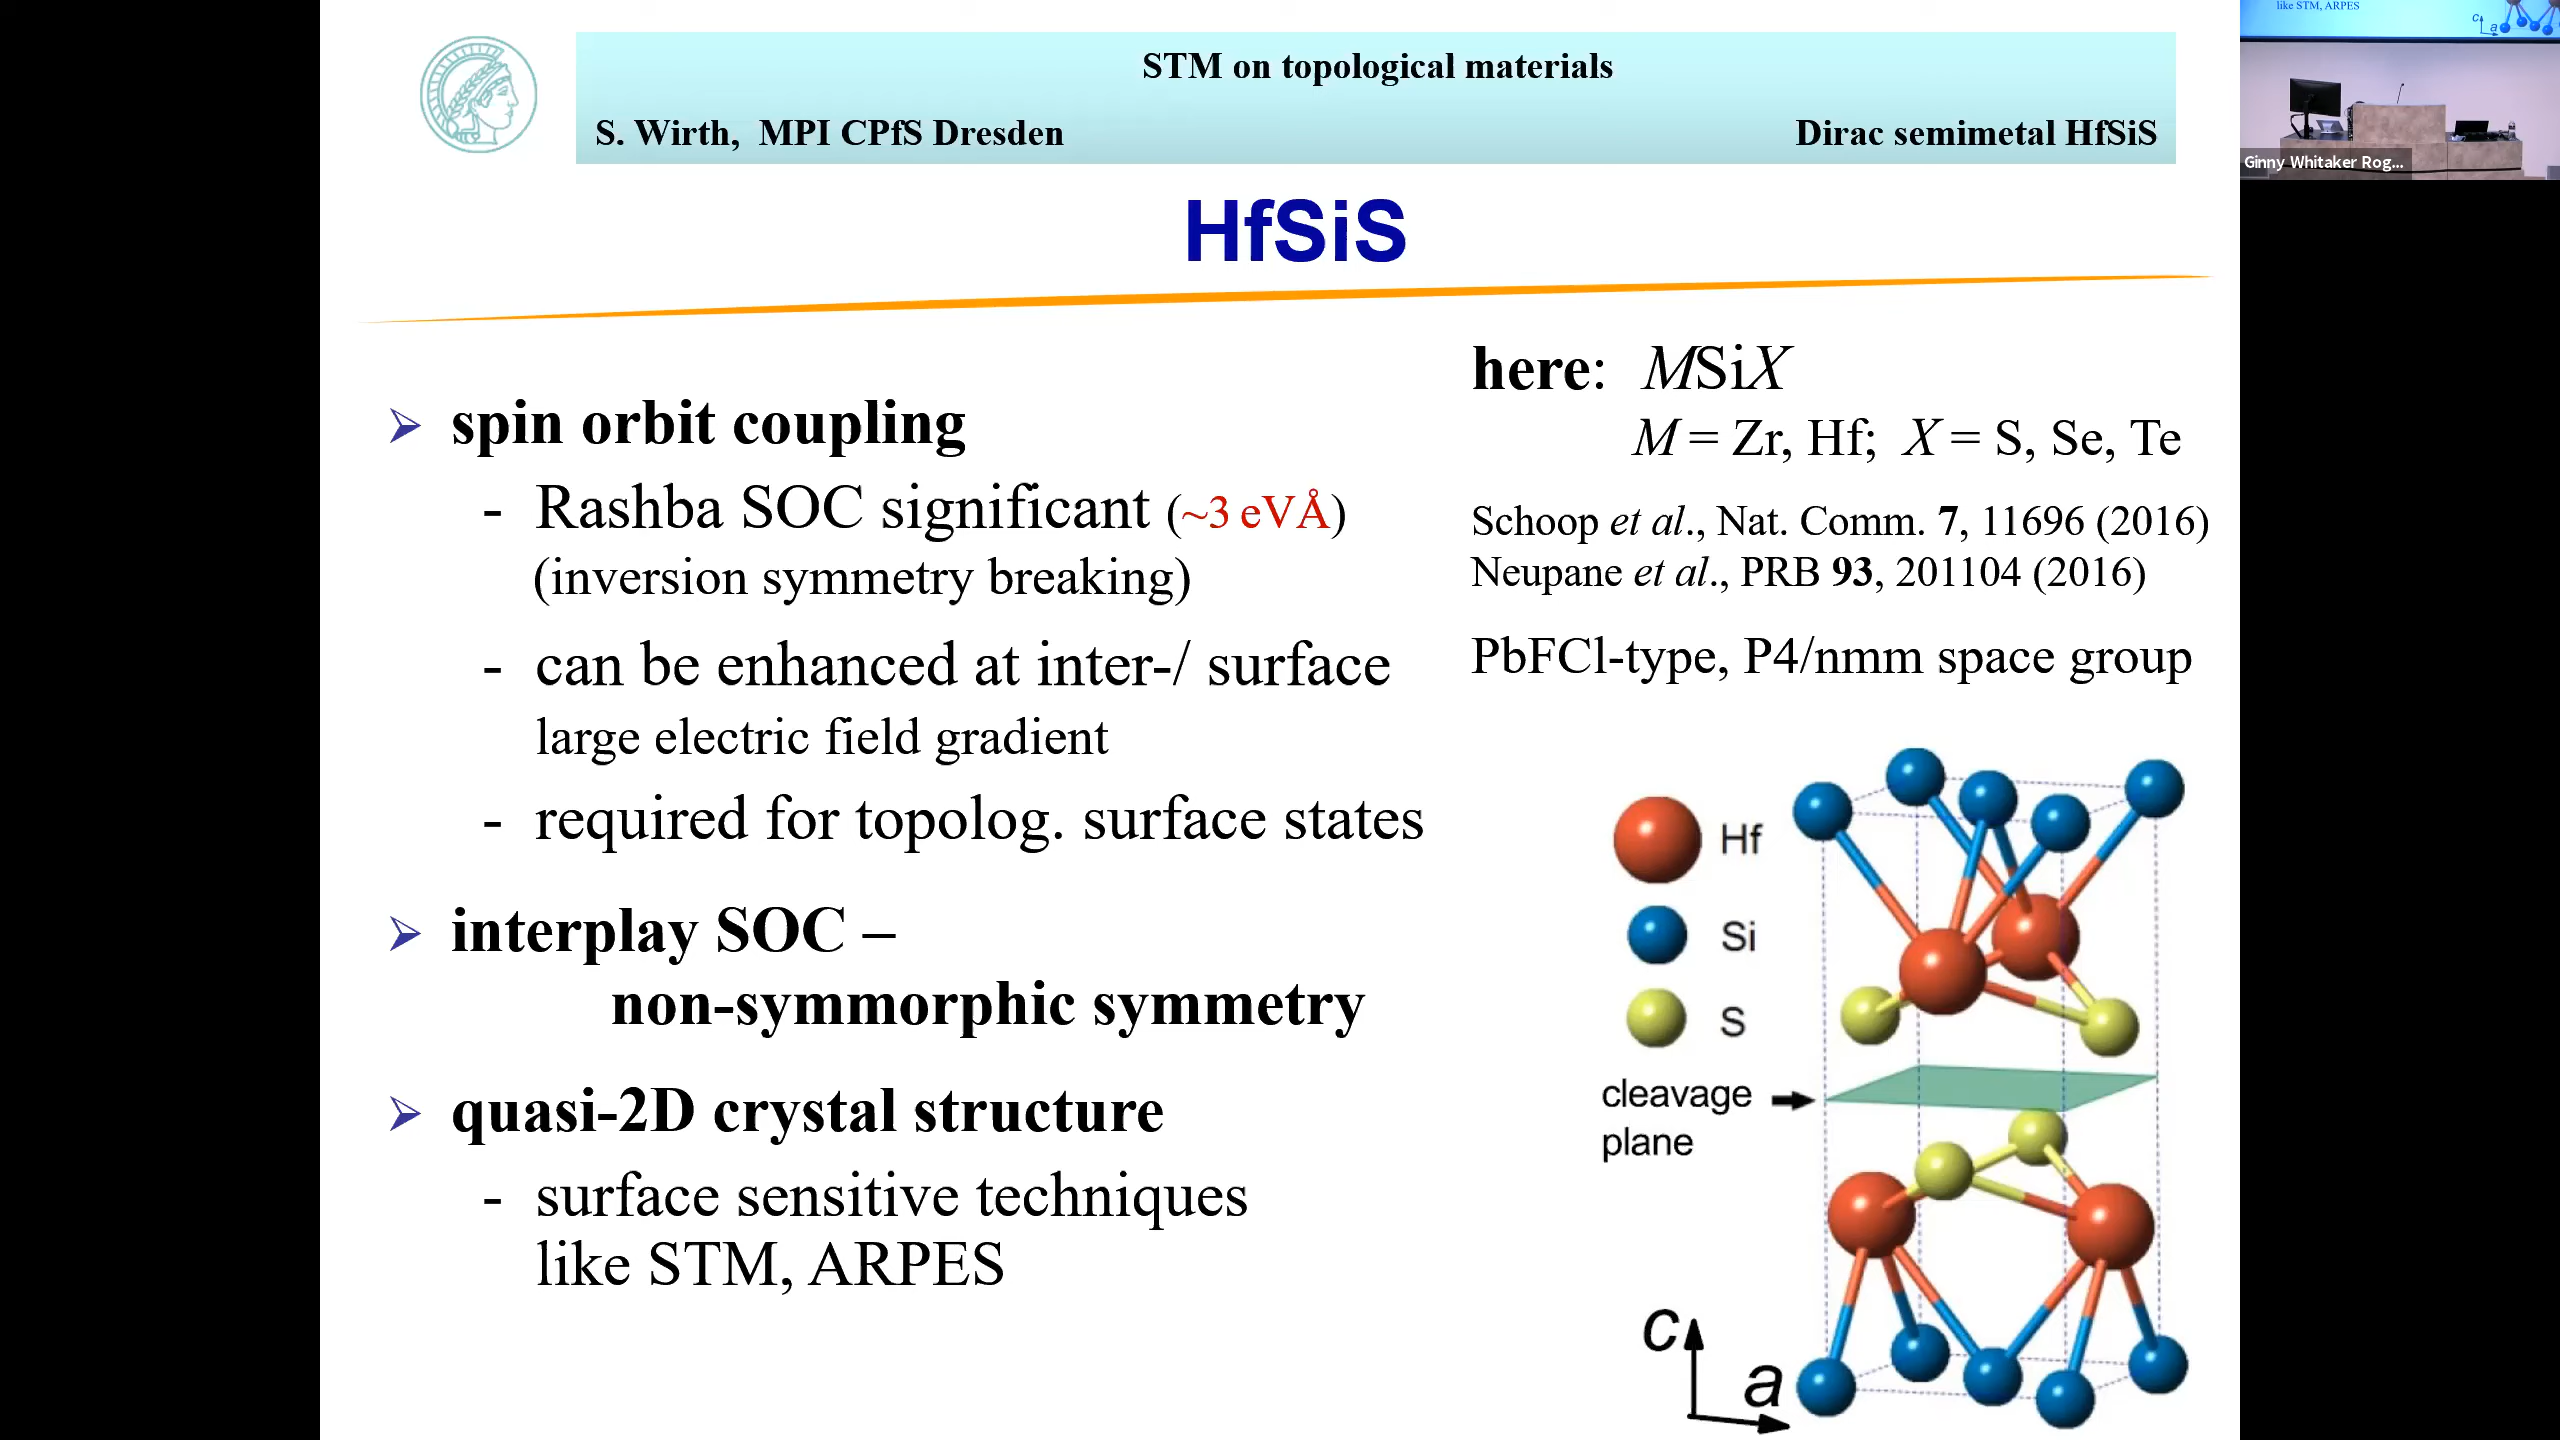 STM on topological materials
S. Wirth, MPI CPfS Dresden
Dirac semimetal HfSiS
HfSiS
➢ spin orbit coupling
- Rashba SOC significant (~3 eVÅ)
(inversion symmetry breaking)
- can be enhanced at inter-/ surface
large electric field gradient
- required for topolog. surface states
➢ interplay SOC –
non-symmorphic symmetry
➢ quasi-2D crystal structure
- surface sensitive techniques
like STM, ARPES
here: MSiX
M = Zr, Hf; X = S, Se, Te
Schoop et al., Nat. Comm. 7, 11696 (2016)
Neupane et al., PRB 93, 201104 (2016)
PbFCl-type, P4/nmm space group
Hf
Si
S
cleavage
plane
c
a
like STM, ARPES
c
a
Ginny Whitaker Rog...